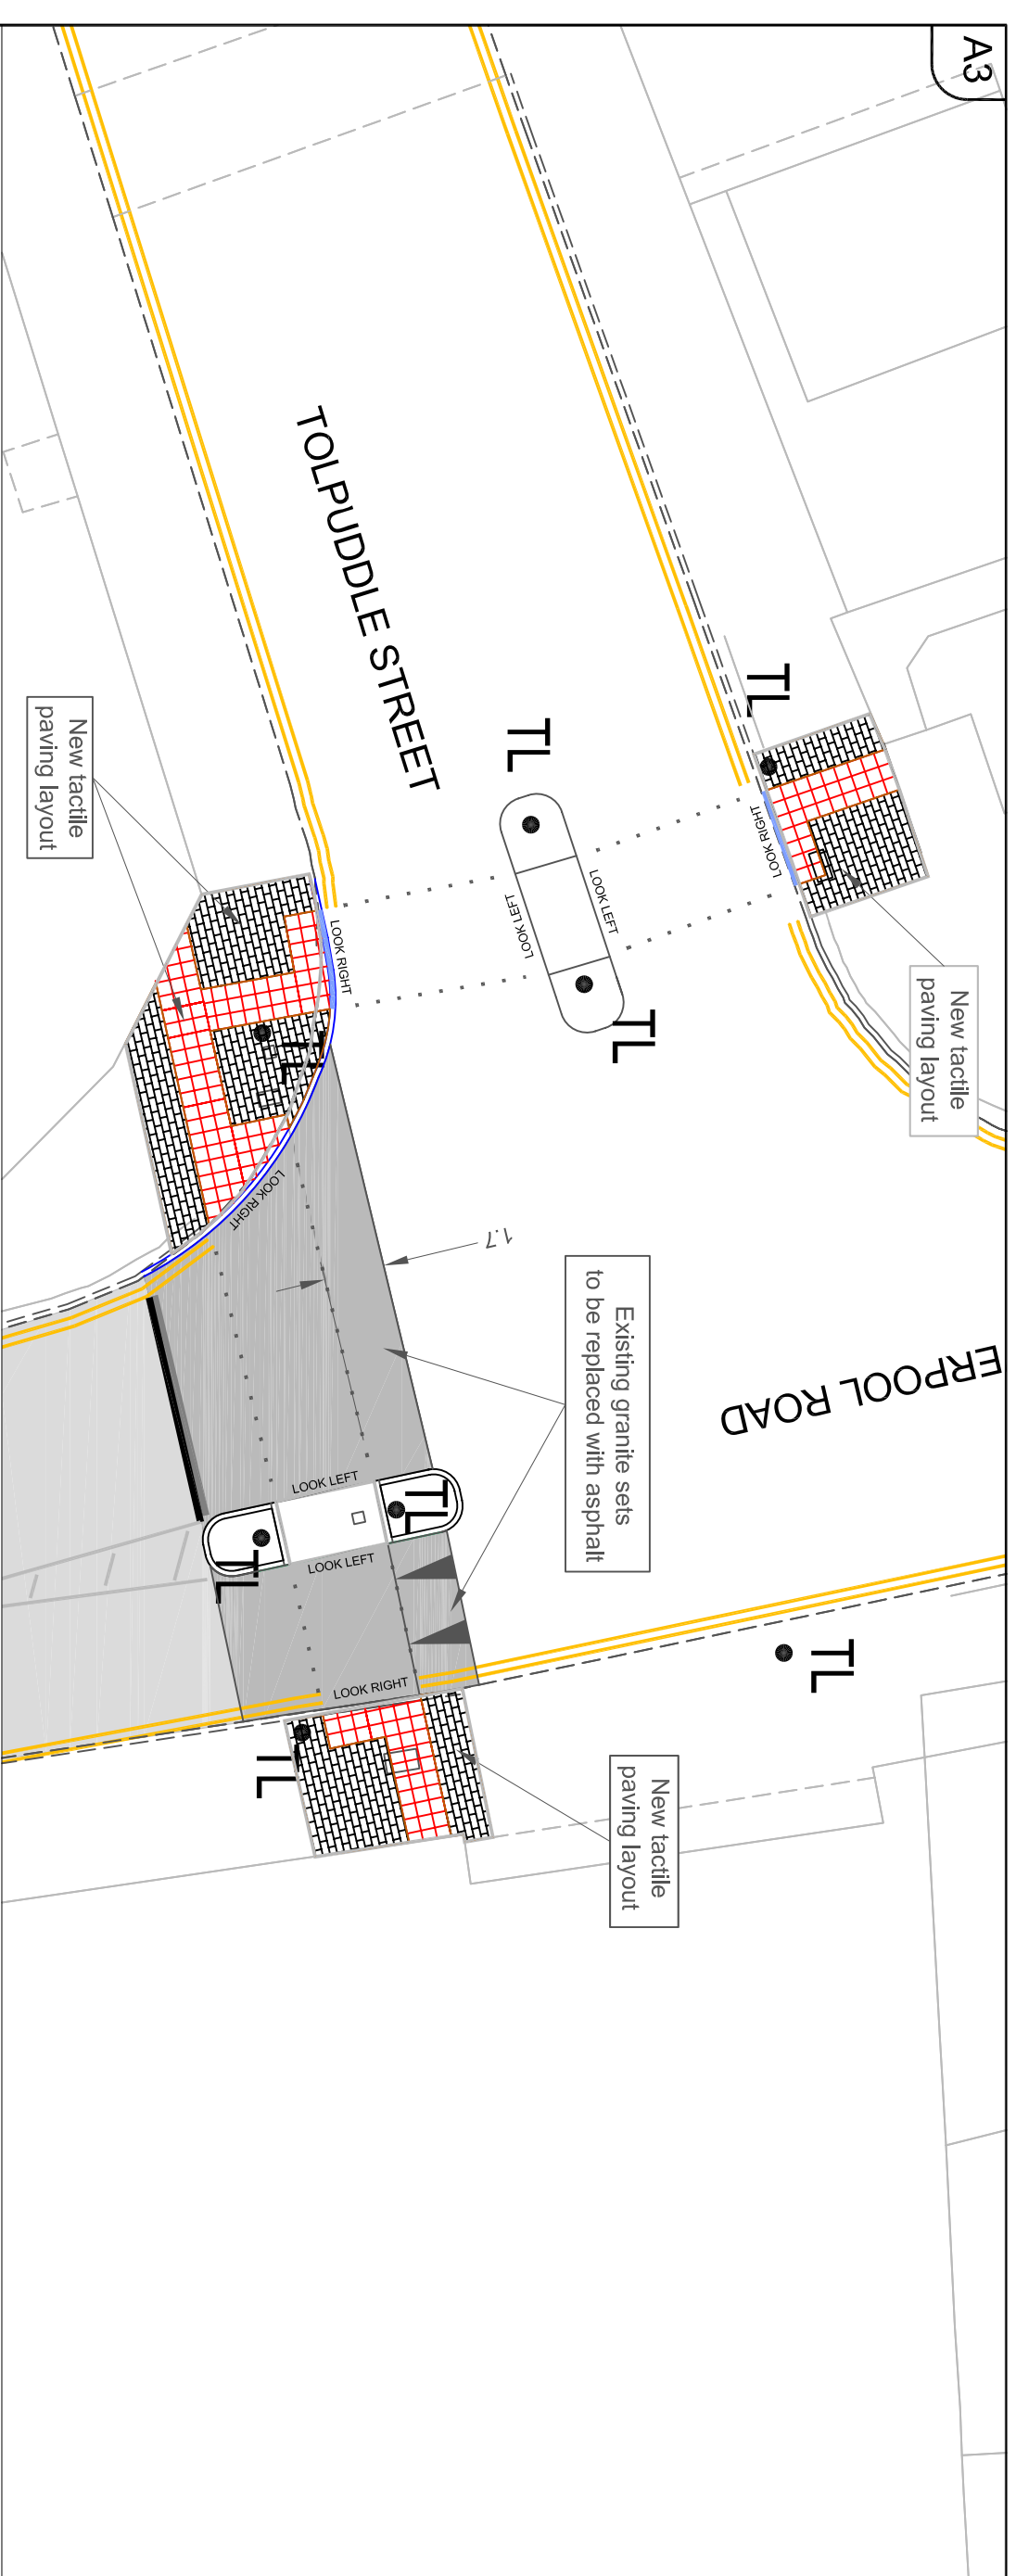 A3
TOLPUDDLE STREET
ERPOOL ROAD
TL
TL
TL
TL
TL
TL
TL
TL
LOOK RIGHT
LOOK LEFT
LOOK LEFT
LOOK RIGHT
LOOK RIGHT
LOOK LEFT
LOOK LEFT
LOOK RIGHT
1.7
New tactile
paving layout
New tactile
paving layout
Existing granite sets
to be replaced with asphalt
New tactile
paving layout